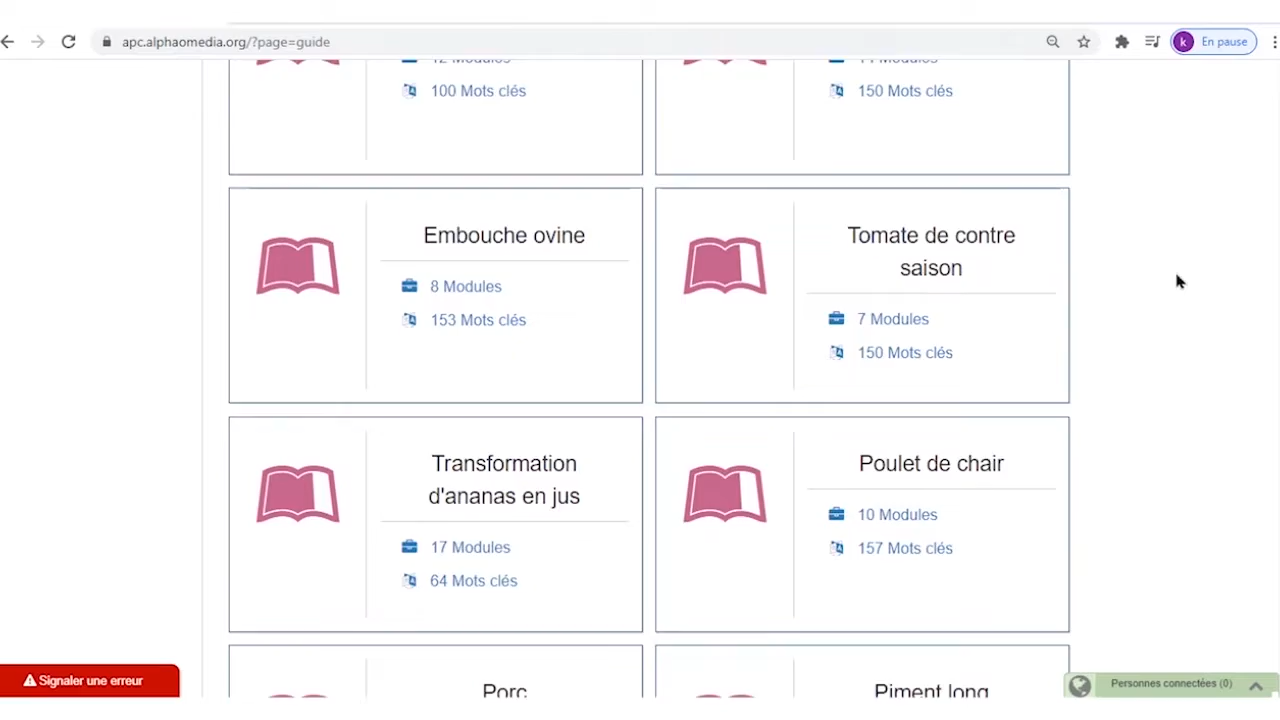 apc.alphaomedia.org/?page=guide
k En pause
12 Modules
100 Mots clés
150 Mots clés
Embouche ovine
8 Modules
153 Mots clés
Tomate de contre
saison
7 Modules
150 Mots clés
Transformation
d'ananas en jus
17 Modules
64 Mots clés
Poulet de chair
10 Modules
157 Mots clés
Porc
Piment long
Signaler une erreur
Personnes connectées (0)